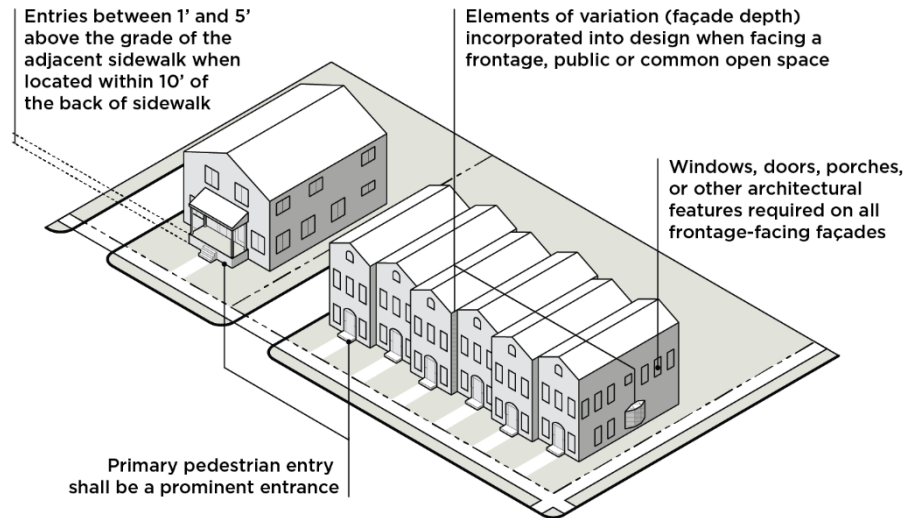 Entries between 1’ and 5’
above the grade of the
adjacent sidewalk when
located within 10’ of
the back of sidewalk
Elements of variation (façade depth)
incorporated into design when facing a
frontage, public or common open space
Windows, doors, porches,
or other architectural
features required on all
frontage-facing façades
Primary pedestrian entry
shall be a prominent entrance